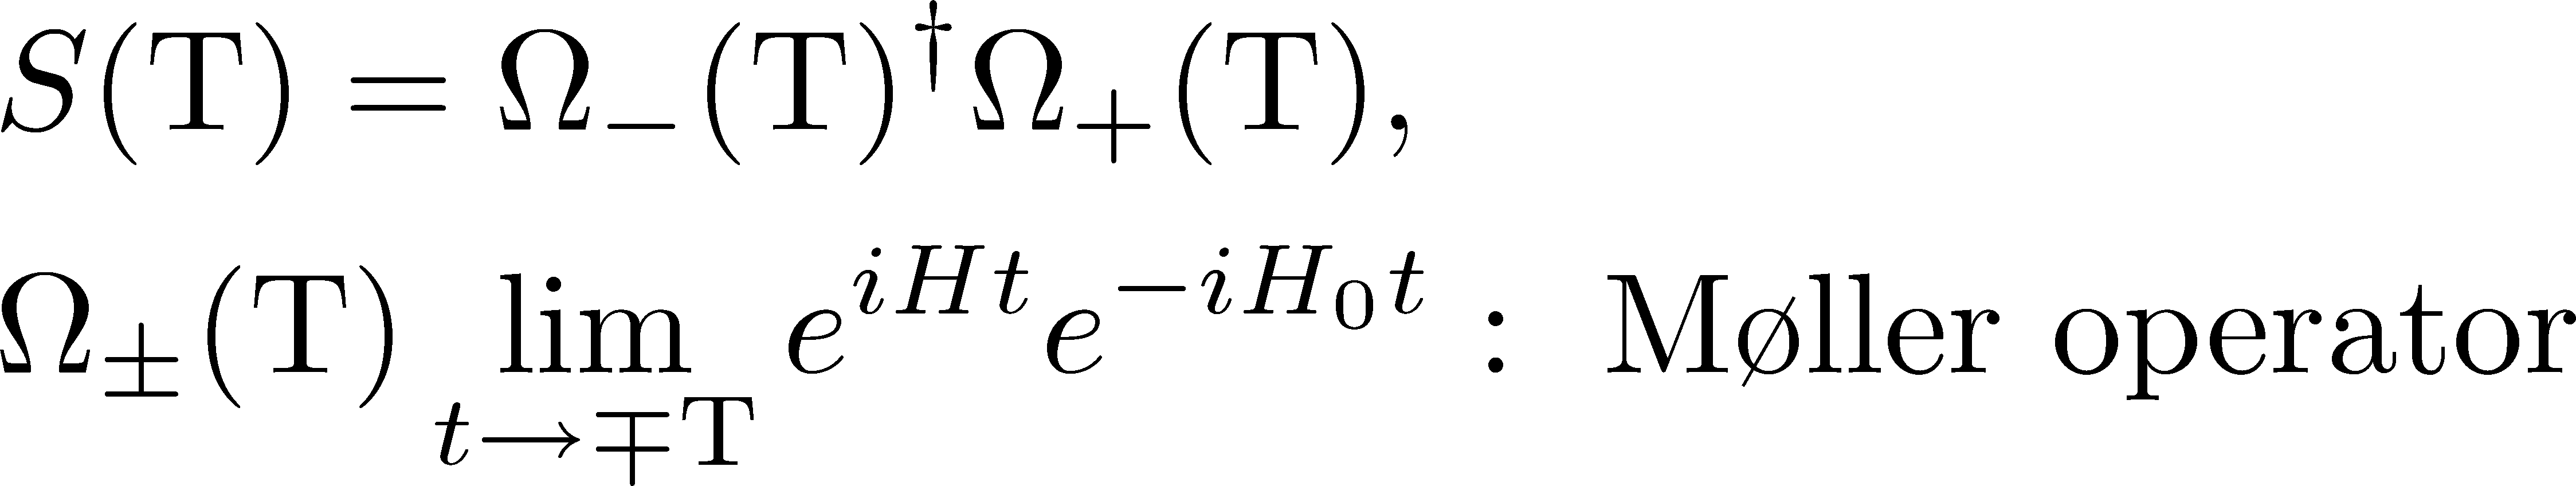 S(T) = Ω₋(T)†Ω₊(T),
Ω±(T) lim t→∓T e^{iHt} e^{−iH₀t} : Møller operator